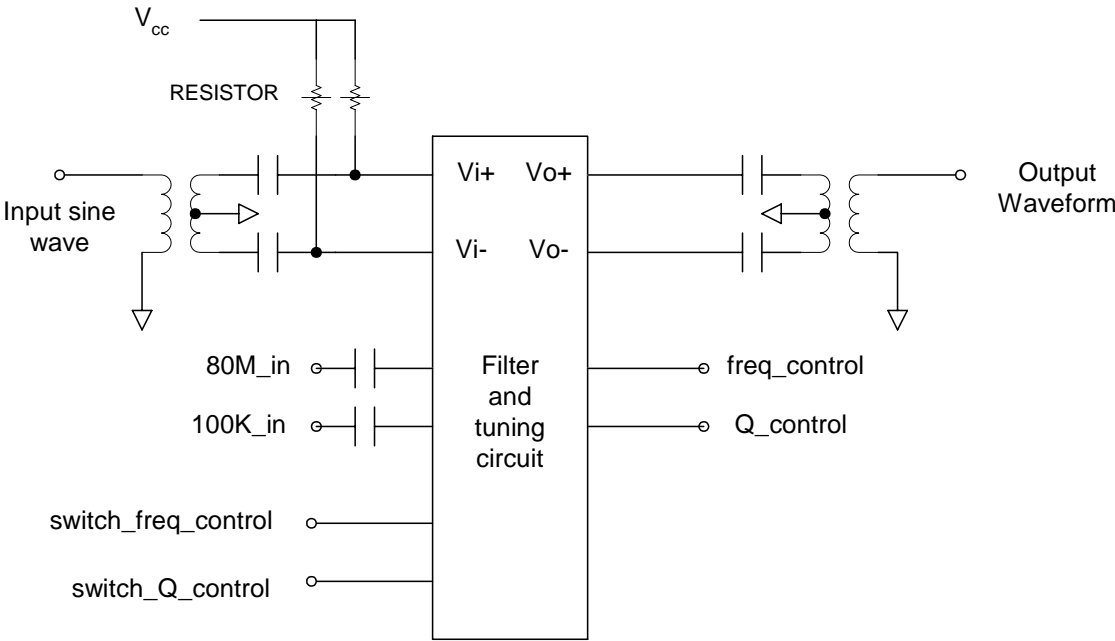 Vcc
RESISTOR
Vi+ Vo+
Output
Waveform
Input sine
wave
Vi- Vo-
80M_in
Filter
and
tuning
circuit
freq_control
100K_in
Q_control
switch_freq_control
switch_Q_control